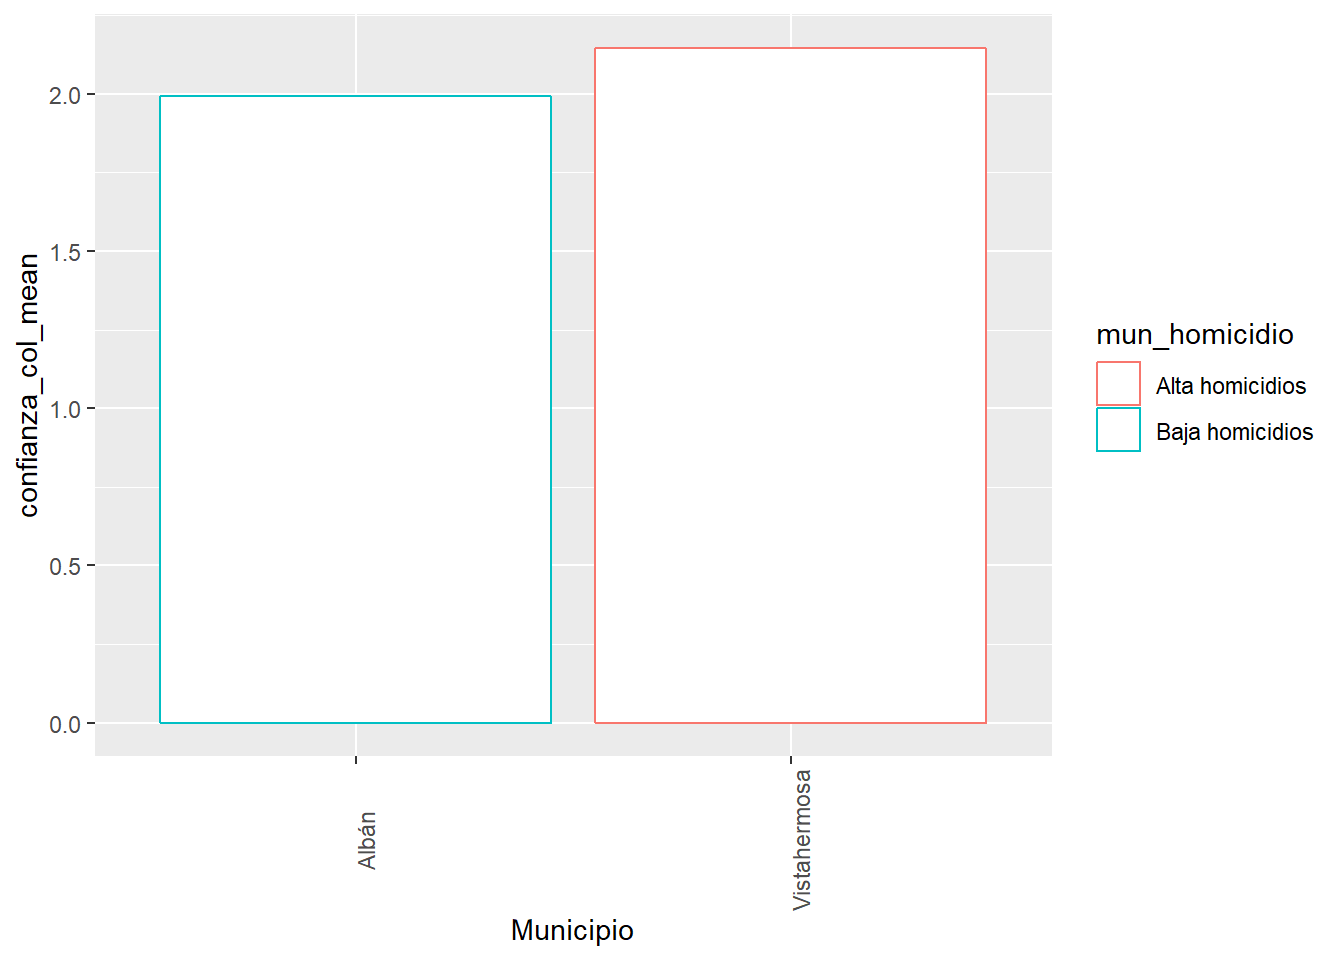 confianza_col_mean
2.0
1.5
1.0
0.5
0.0
Albán
Vistahermosa
Municipio
mun_homicidio
Alta homicidios
Baja homicidios